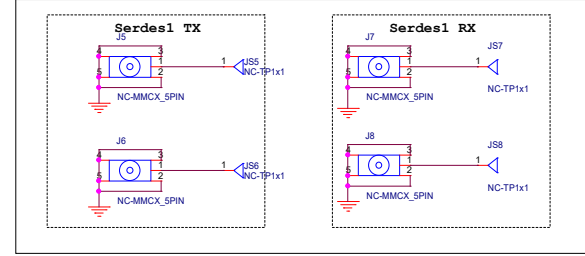 Serdes1 TX
J5
4
3
1
5
2
1
JS5
NC-TP1x1
NC-MMCX_5PIN
J6
4
3
1
5
2
1
JS6
NC-TP1x1
NC-MMCX_5PIN
Serdes1 RX
J7
4
3
1
5
2
1
JS7
NC-TP1x1
NC-MMCX_5PIN
J8
4
3
1
5
2
1
JS8
NC-TP1x1
NC-MMCX_5PIN